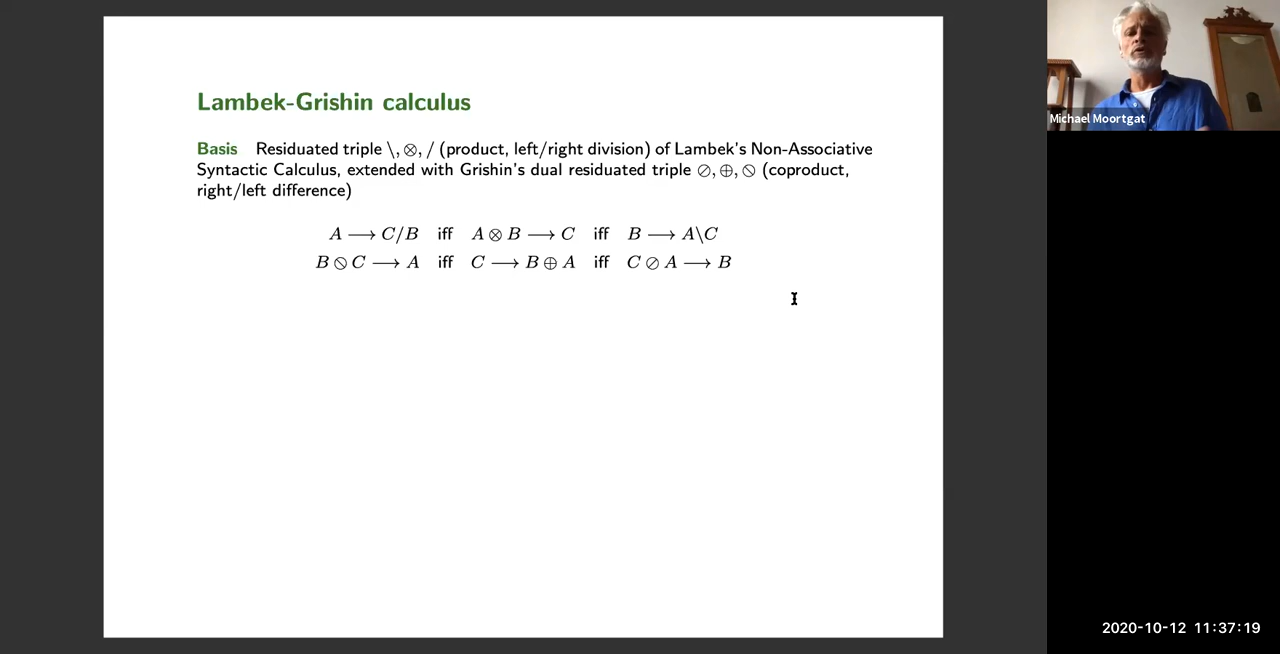 Lambek-Grishin calculus
Basis Residuated triple \, ⊗, / (product, left/right division) of Lambek's Non-Associative
Syntactic Calculus, extended with Grishin's dual residuated triple ⊘, ⊕, ⦸ (coproduct,
right/left difference)
A ⟶ C/B iff A ⊗ B ⟶ C iff B ⟶ A\C
B ⦸ C ⟶ A iff C ⟶ B ⊕ A iff C ⊘ A ⟶ B
Michael Moortgat
2020-10-12 11:37:19